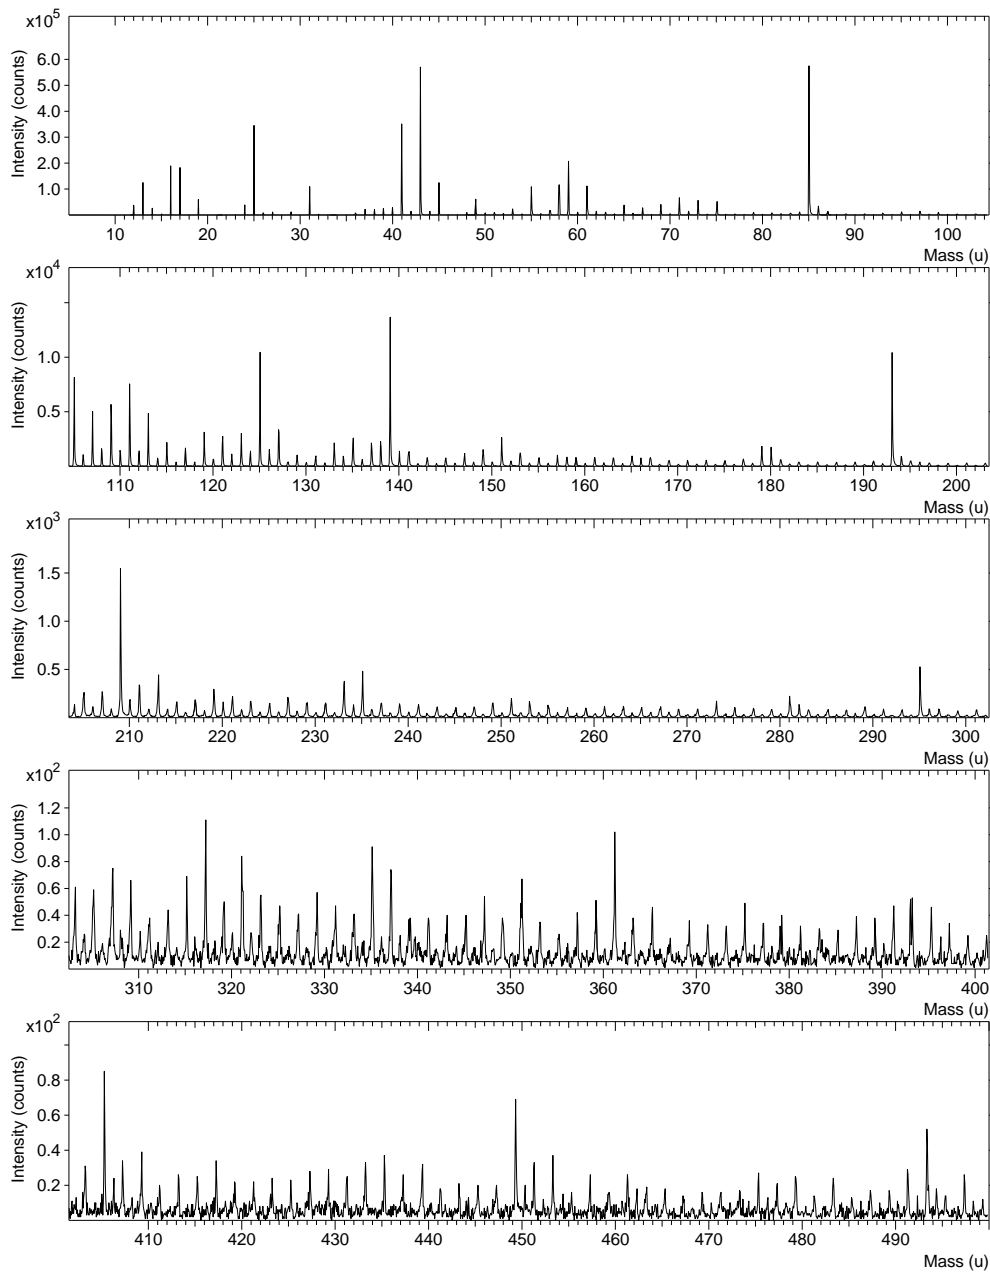 x10^5
Intensity (counts)
6.0
5.0
4.0
3.0
2.0
1.0
10 20 30 40 50 60 70 80 90 100
Mass (u)
x10^4
Intensity (counts)
1.0
0.5
110 120 130 140 150 160 170 180 190 200
Mass (u)
x10^3
Intensity (counts)
1.5
1.0
0.5
210 220 230 240 250 260 270 280 290 300
Mass (u)
x10^2
Intensity (counts)
1.2
1.0
0.8
0.6
0.4
0.2
310 320 330 340 350 360 370 380 390 400
Mass (u)
x10^2
Intensity (counts)
0.8
0.6
0.4
0.2
410 420 430 440 450 460 470 480 490
Mass (u)